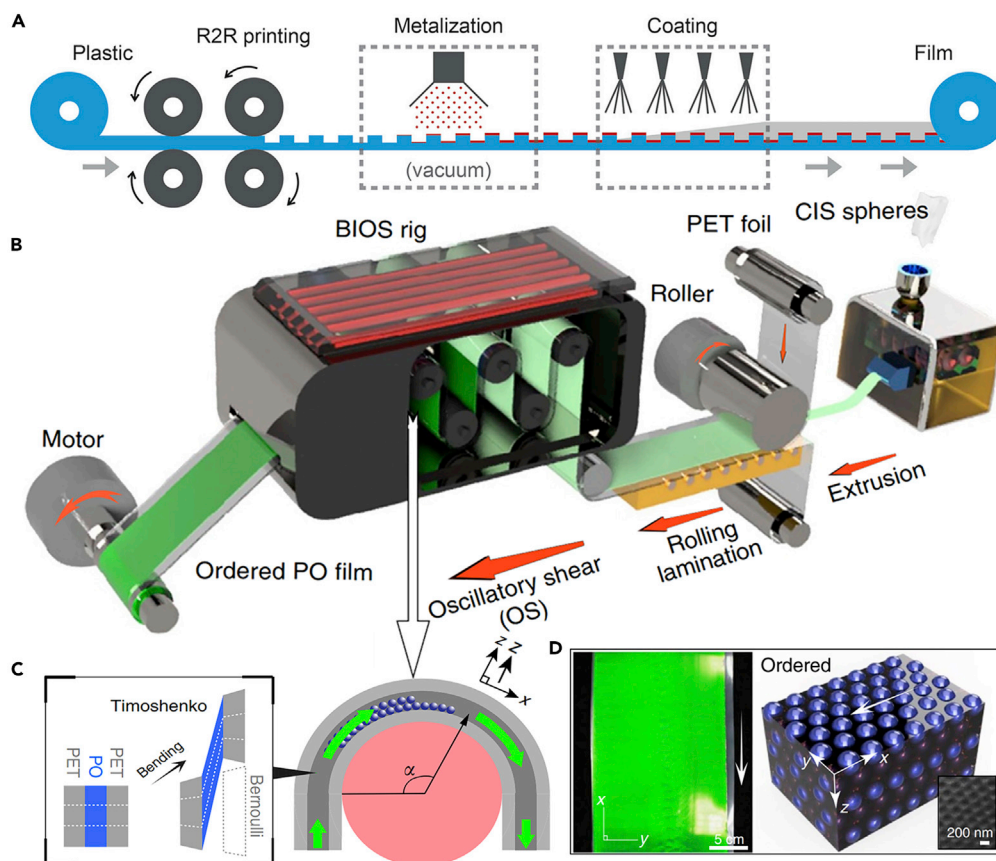 A
Plastic
R2R printing
Metalization
Coating
Film
(vacuum)
B
BIOS rig
PET foil
CIS spheres
Roller
Motor
Extrusion
Rolling
lamination
Ordered PO film
Oscillatory shear
(OS)
C
Timoshenko
PET
PO
PET
Bending
Bernoulli
z
z
x
α
D
x
y
5 cm
Ordered
y
x
z
200 nm